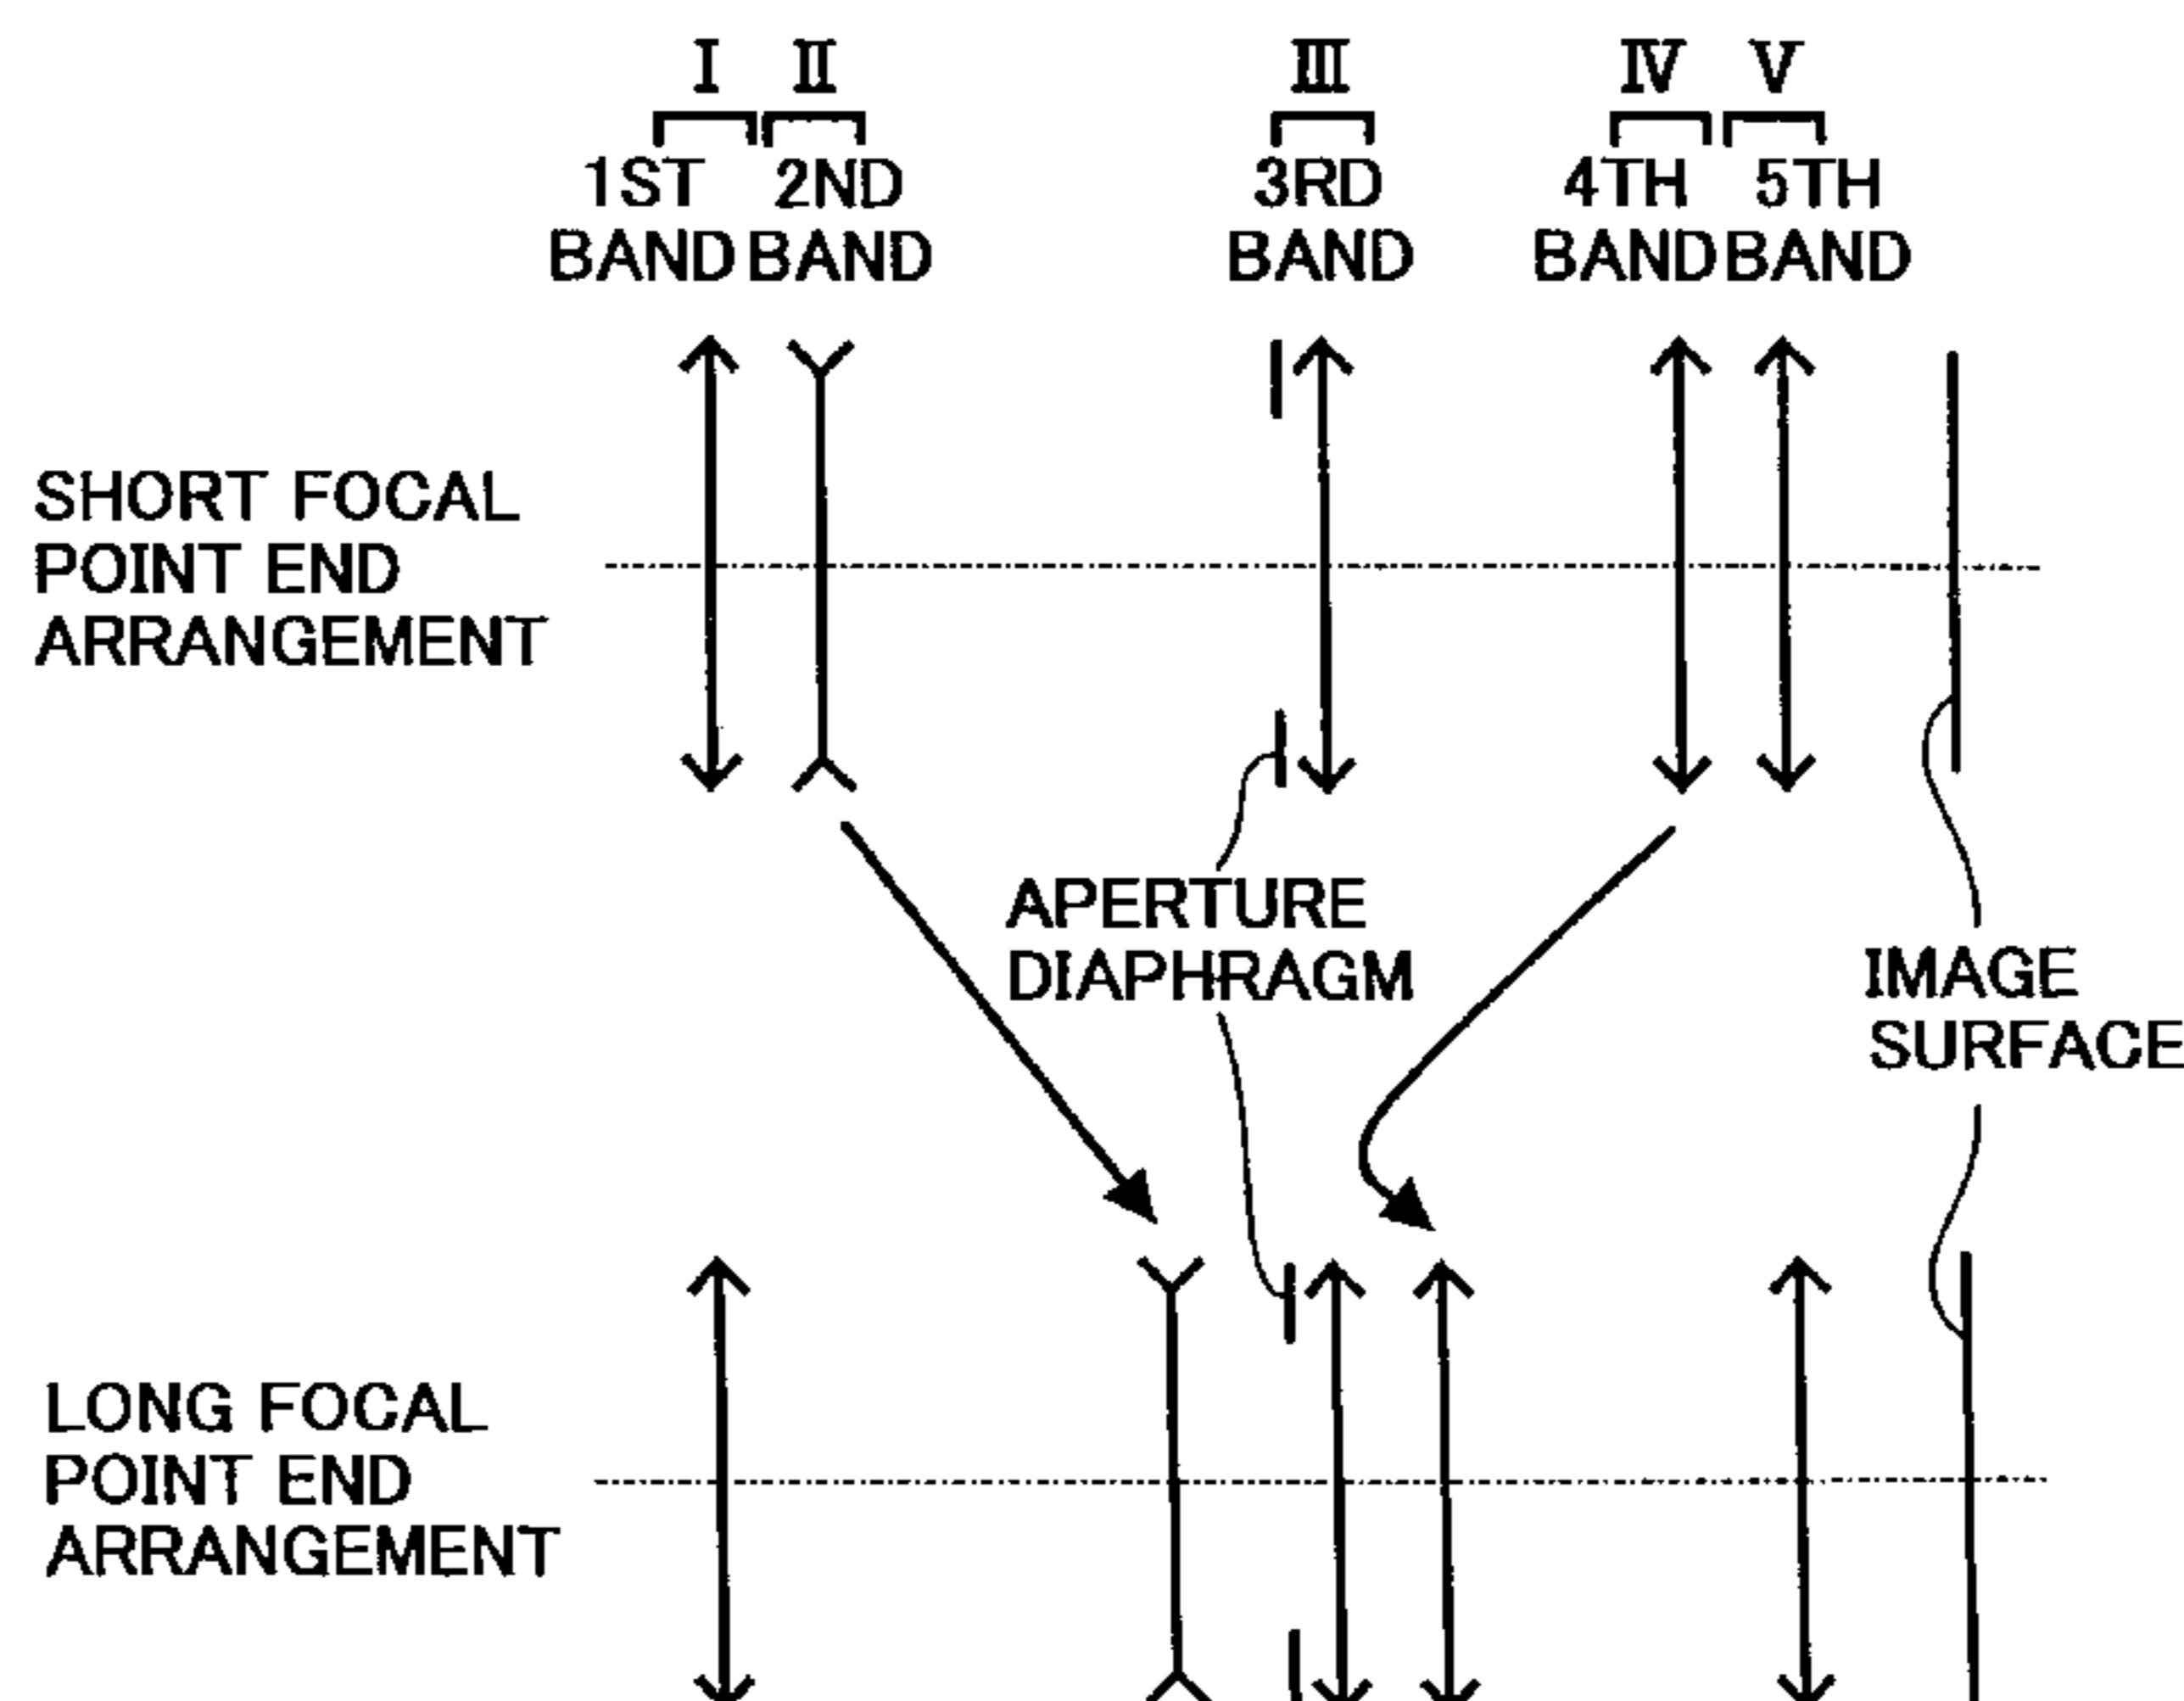 I II III IV V
1ST 2ND 3RD 4TH 5TH
BAND BAND BAND BAND BAND
SHORT FOCAL
POINT END
ARRANGEMENT
APERTURE
DIAPHRAGM
IMAGE
SURFACE
LONG FOCAL
POINT END
ARRANGEMENT